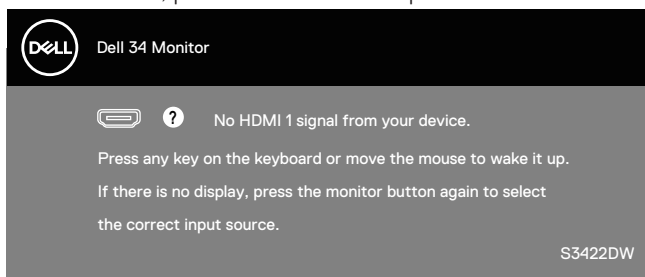 DELL
Dell 34 Monitor
? No HDMI 1 signal from your device.
Press any key on the keyboard or move the mouse to wake it up.
If there is no display, press the monitor button again to select
the correct input source.
S3422DW